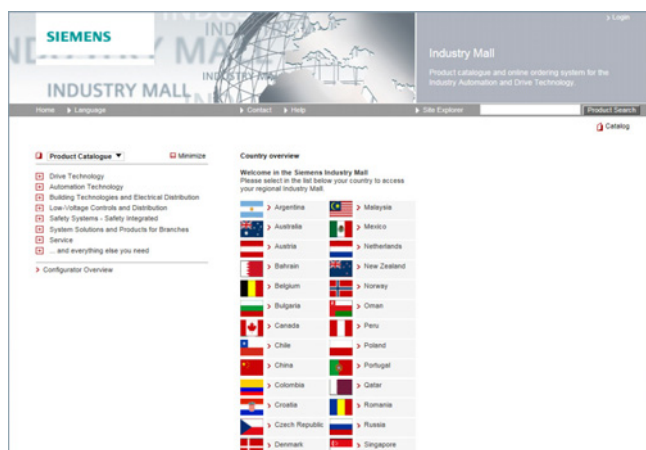 SIEMENS
INDUSTRY MALL
> Login
Industry Mall
Product catalogue and online ordering system for the
Industry Automation and Drive Technology.
Home > Language > Contact > Help > Site Explorer Product Search
Catalog
Product Catalogue ▼ Minimize
Drive Technology
Automation Technology
Building Technologies and Electrical Distribution
Low-Voltage Controls and Distribution
Safety Systems - Safety Integrated
System Solutions and Products for Branches
Service
... and everything else you need
> Configurator Overview
Country overview
Welcome in the Siemens Industry Mall
Please select in the list below your country to access
your regional Industry Mall.
> Argentina > Malaysia
> Australia > Mexico
> Austria > Netherlands
> Bahrain > New Zealand
> Belgium > Norway
> Bulgaria > Oman
> Canada > Peru
> Chile > Poland
> China > Portugal
> Colombia > Qatar
> Croatia > Romania
> Czech Republic > Russia
> Denmark > Singapore